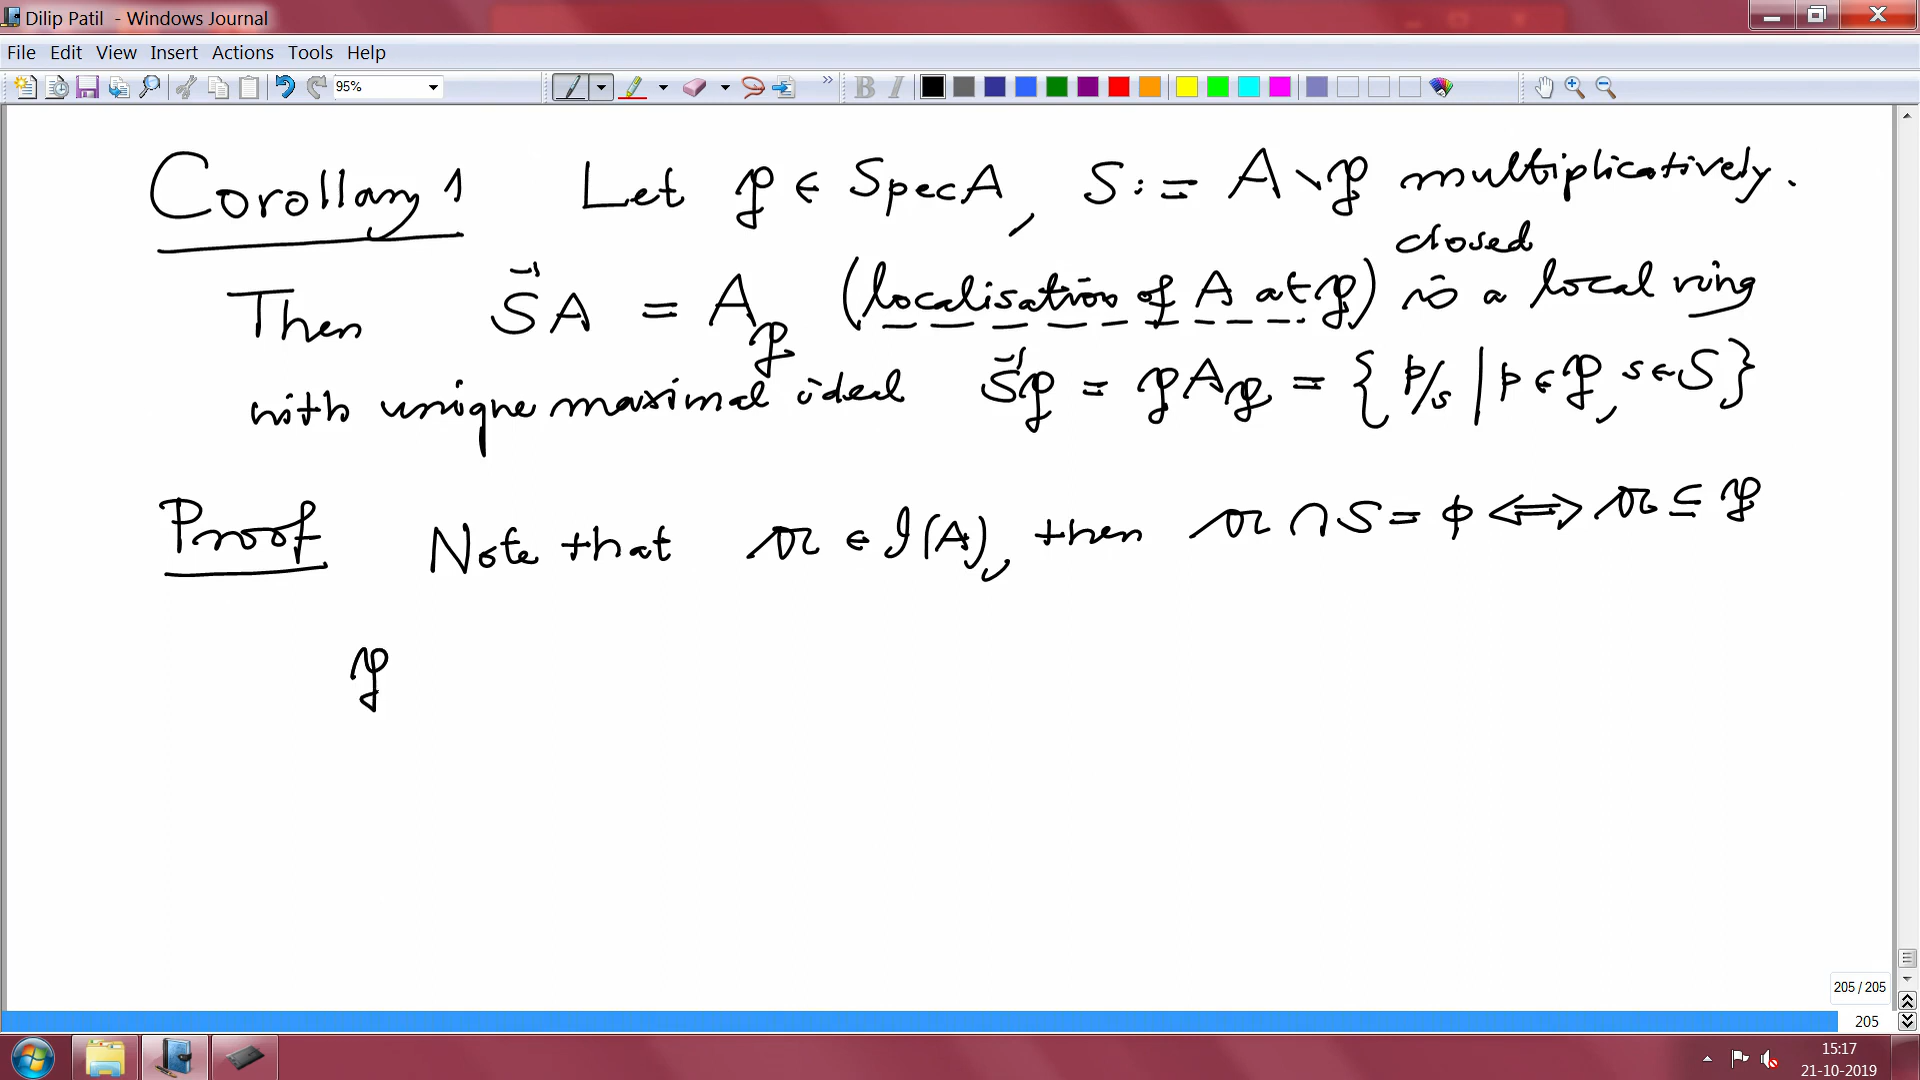 Dilip Patil - Windows Journal
File Edit View Insert Actions Tools Help
95%
Corollary 1 Let 𝔭 ∈ Spec A, S := A \ 𝔭 multiplicatively.
closed
Then S⁻¹A = A_𝔭 (localisation of A at 𝔭) is a local ring
with unique maximal ideal S⁻¹𝔭 = 𝔭A_𝔭 = { p/s | p ∈ 𝔭, s ∈ S }
Proof Note that 𝔞 ∈ I(A), then 𝔞 ∩ S = ϕ ⟺ 𝔞 ⊆ 𝔭
𝔭
205 / 205
205
15:17
21-10-2019